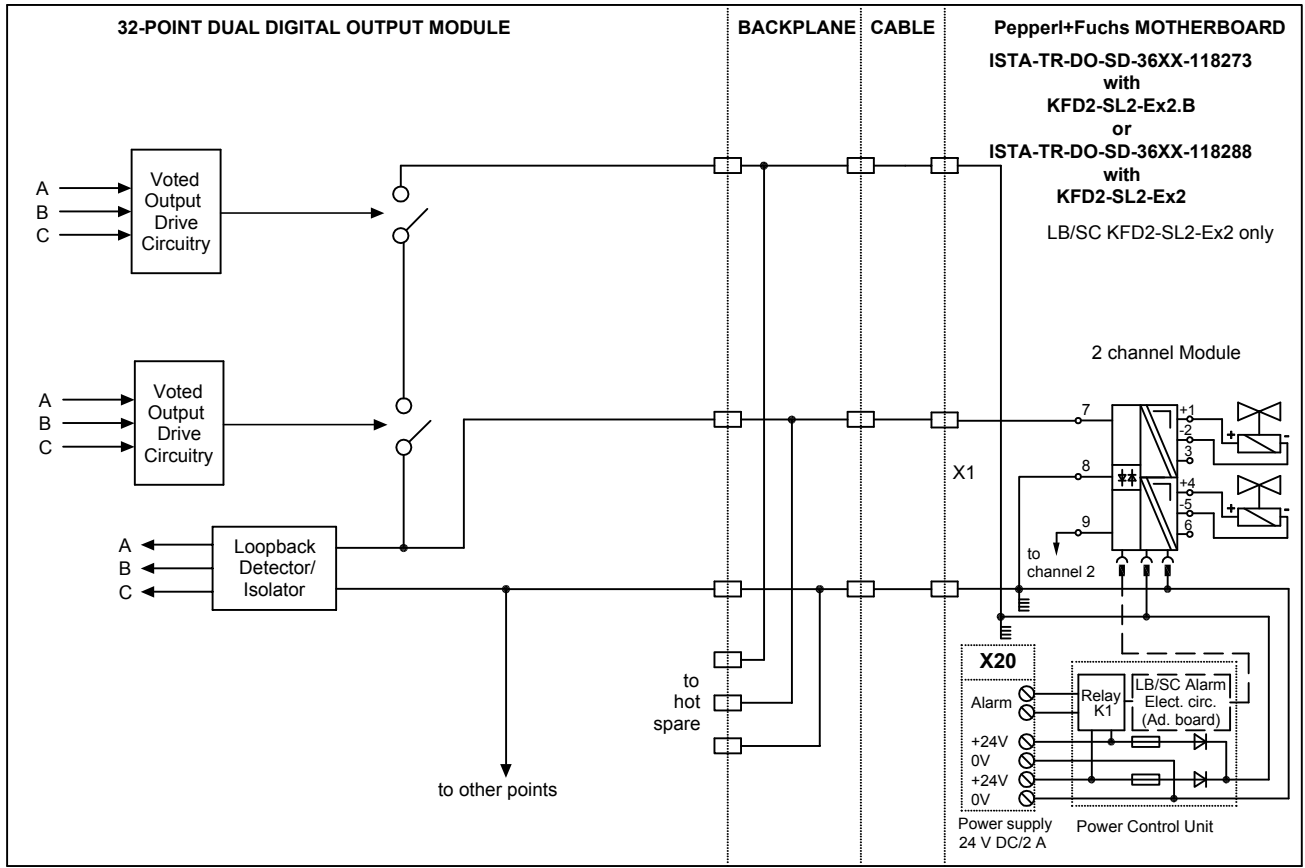 32-POINT DUAL DIGITAL OUTPUT MODULE
BACKPLANE
CABLE
Pepperl+Fuchs MOTHERBOARD
ISTA-TR-DO-SD-36XX-118273
with
KFD2-SL2-Ex2.B
or
ISTA-TR-DO-SD-36XX-118288
with
KFD2-SL2-Ex2
LB/SC KFD2-SL2-Ex2 only
A
B
C
Voted
Output
Drive
Circuitry
2 channel Module
A
B
C
Voted
Output
Drive
Circuitry
7
8
9
to
channel 2
X1
+1
-2
3
+4
-5
6
+ -
+ -
A
B
C
Loopback
Detector/
Isolator
to
hot
spare
to other points
X20
Alarm
+24V
0V
+24V
0V
Relay
K1
LB/SC Alarm
Elect. circ.
(Ad. board)
Power supply
24 V DC/2 A
Power Control Unit